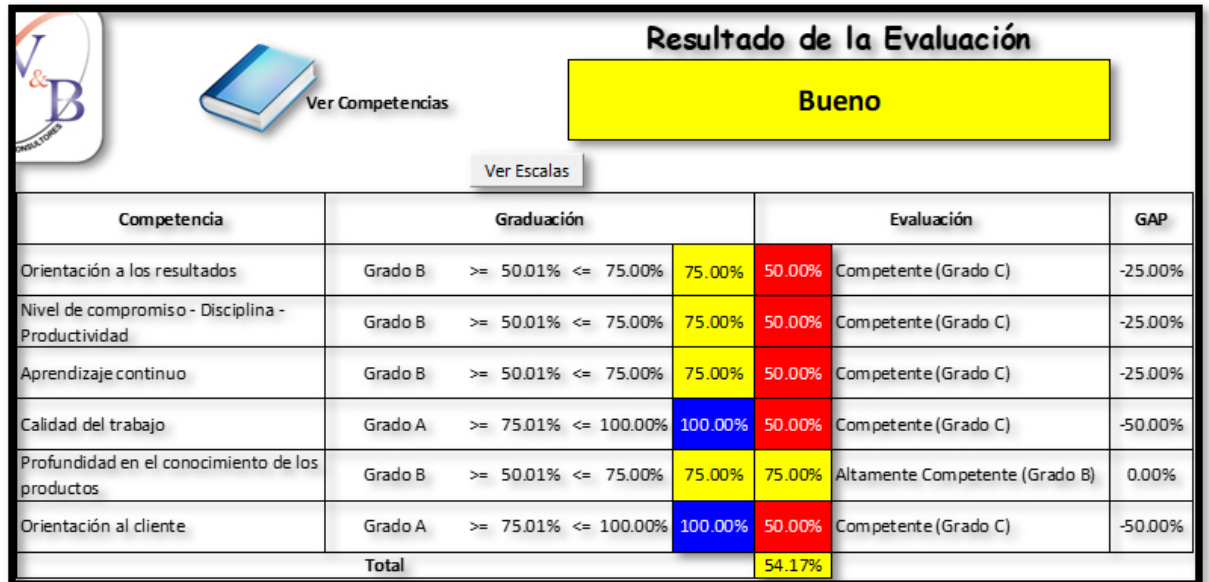 V
&
B
CONSULTORES
Ver Competencias
Resultado de la Evaluación
Bueno
Ver Escalas
Competencia Graduación Evaluación GAP
Orientación a los resultados Grado B >= 50.01% <= 75.00% 75.00% 50.00% Competente (Grado C) -25.00%
Nivel de compromiso - Disciplina -
Productividad Grado B >= 50.01% <= 75.00% 75.00% 50.00% Competente (Grado C) -25.00%
Aprendizaje continuo Grado B >= 50.01% <= 75.00% 75.00% 50.00% Competente (Grado C) -25.00%
Calidad del trabajo Grado A >= 75.01% <= 100.00% 100.00% 50.00% Competente (Grado C) -50.00%
Profundidad en el conocimiento de los
productos Grado B >= 50.01% <= 75.00% 75.00% 75.00% Altamente Competente (Grado B) 0.00%
Orientación al cliente Grado A >= 75.01% <= 100.00% 100.00% 50.00% Competente (Grado C) -50.00%
Total 54.17%